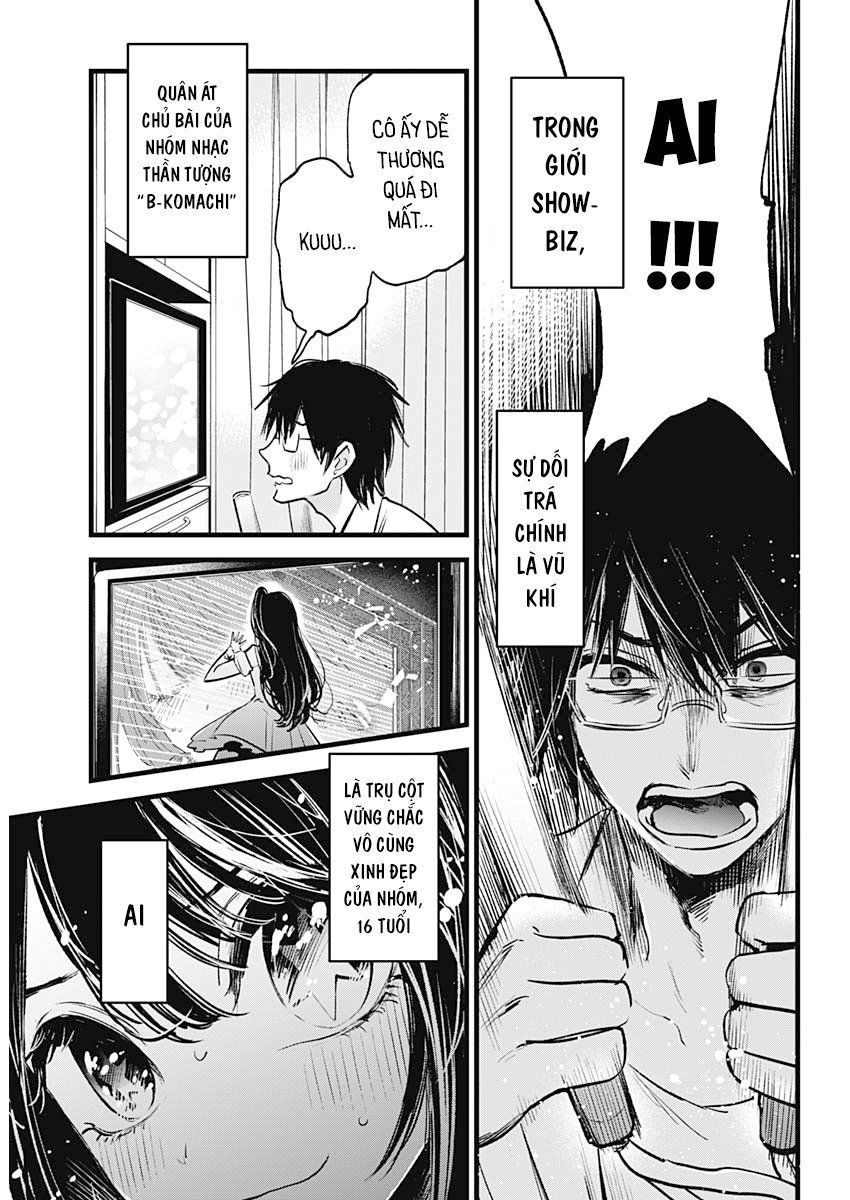 AI
!!!
TRONG
GIỚI
SHOW-
BIZ,
SỰ DỐI
TRÁ
CHÍNH
LÀ VŨ
KHÍ
CÔ ẤY DỄ
THƯƠNG
QUÁ ĐI
MẤT...
KUUU...
QUÂN ÁT
CHỦ BÀI CỦA
NHÓM NHẠC
THẦN TƯỢNG
"B-KOMACHI"
LÀ TRỤ CỘT
VỮNG CHẮC
VÔ CÙNG
XINH ĐẸP
CỦA NHÓM,
16 TUỔI
AI